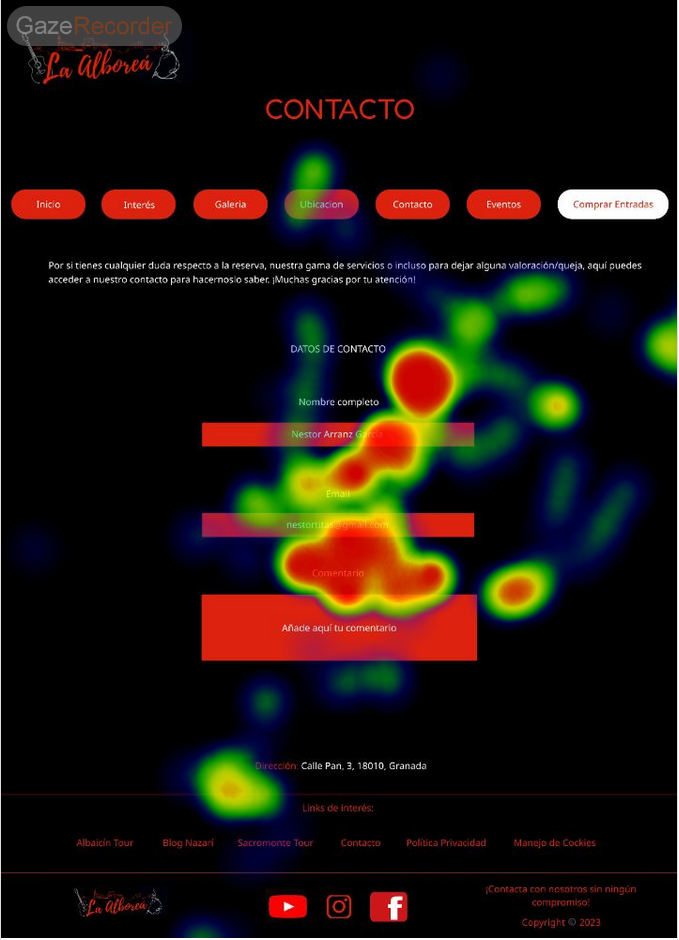 GazeRecorder
La Alboreá
CONTACTO
Inicio
Interés
Galeria
Ubicacion
Contacto
Eventos
Comprar Entradas
Por si tienes cualquier duda respecto a la reserva, nuestra gama de servicios o incluso para dejar alguna valoración/queja, aquí puedes
acceder a nuestro contacto para hacernoslo saber. ¡Muchas gracias por tu atención!
DATOS DE CONTACTO
Nombre completo
Nestor Arranz García
Email
@gmail.com
Comentario
Añade aquí tu comentario
Dirección: Calle Pan, 3, 18010, Granada
Links de interés:
Albaicín Tour
Blog Nazarí
Sacromonte Tour
Contacto
Política Privacidad
Manejo de Cockies
La Alboreá
¡Contacta con nosotros sin ningún
compromiso!
Copyright © 2023